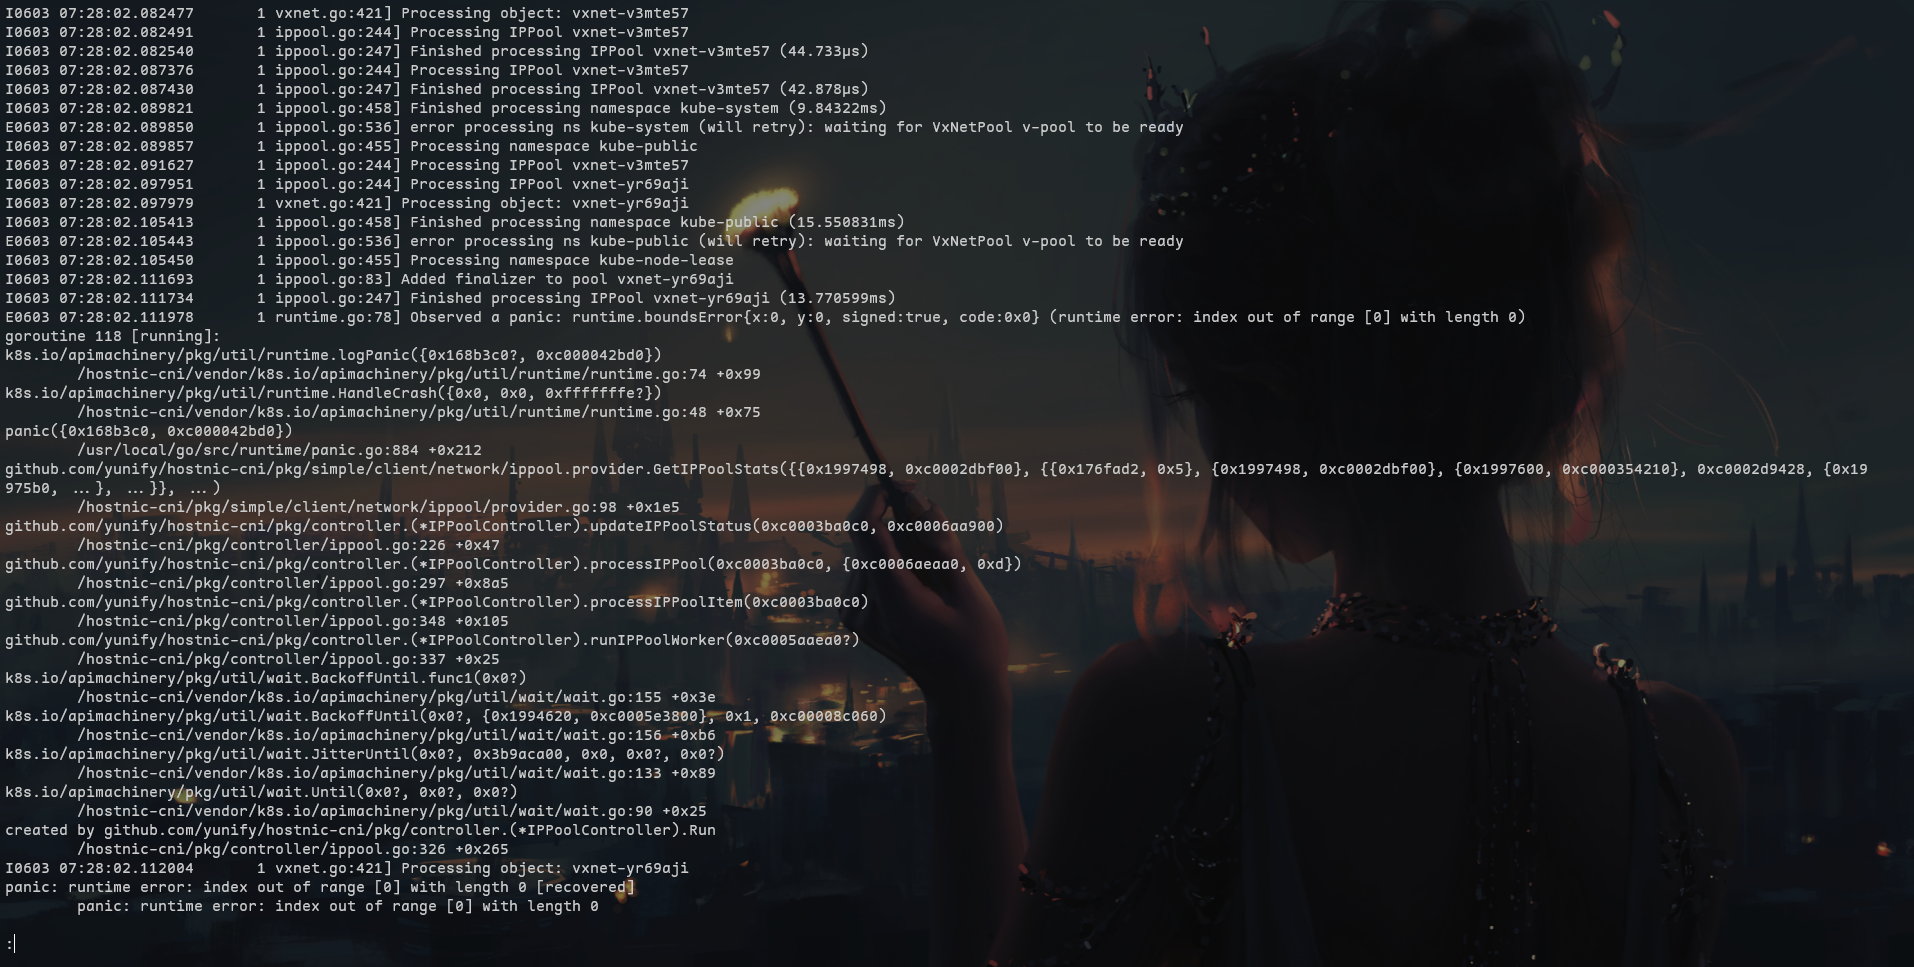 I0603 07:28:02.082477       1 vxnet.go:421] Processing object: vxnet-v3mte57
I0603 07:28:02.082491       1 ippool.go:244] Processing IPPool vxnet-v3mte57
I0603 07:28:02.082540       1 ippool.go:247] Finished processing IPPool vxnet-v3mte57 (44.733µs)
I0603 07:28:02.087376       1 ippool.go:244] Processing IPPool vxnet-v3mte57
I0603 07:28:02.087430       1 ippool.go:247] Finished processing IPPool vxnet-v3mte57 (42.878µs)
I0603 07:28:02.089821       1 ippool.go:458] Finished processing namespace kube-system (9.84322ms)
E0603 07:28:02.089850       1 ippool.go:536] error processing ns kube-system (will retry): waiting for VxNetPool v-pool to be ready
I0603 07:28:02.089857       1 ippool.go:455] Processing namespace kube-public
I0603 07:28:02.091627       1 ippool.go:244] Processing IPPool vxnet-v3mte57
I0603 07:28:02.097951       1 ippool.go:244] Processing IPPool vxnet-yr69aji
I0603 07:28:02.097979       1 vxnet.go:421] Processing object: vxnet-yr69aji
I0603 07:28:02.105413       1 ippool.go:458] Finished processing namespace kube-public (15.550831ms)
E0603 07:28:02.105443       1 ippool.go:536] error processing ns kube-public (will retry): waiting for VxNetPool v-pool to be ready
I0603 07:28:02.105450       1 ippool.go:455] Processing namespace kube-node-lease
I0603 07:28:02.111693       1 ippool.go:83] Added finalizer to pool vxnet-yr69aji
I0603 07:28:02.111734       1 ippool.go:247] Finished processing IPPool vxnet-yr69aji (13.770599ms)
E0603 07:28:02.111978       1 runtime.go:78] Observed a panic: runtime.boundsError{x:0, y:0, signed:true, code:0x0} (runtime error: index out of range [0] with length 0)
goroutine 118 [running]:
k8s.io/apimachinery/pkg/util/runtime.logPanic({0x168b3c0?, 0xc000042bd0})
        /hostnic-cni/vendor/k8s.io/apimachinery/pkg/util/runtime/runtime.go:74 +0x99
k8s.io/apimachinery/pkg/util/runtime.HandleCrash({0x0, 0x0, 0xfffffffe?})
        /hostnic-cni/vendor/k8s.io/apimachinery/pkg/util/runtime/runtime.go:48 +0x75
panic({0x168b3c0, 0xc000042bd0})
        /usr/local/go/src/runtime/panic.go:884 +0x212
github.com/yunify/hostnic-cni/pkg/simple/client/network/ippool.provider.GetIPPoolStats({{0x1997498, 0xc0002dbf00}, {{0x176fad2, 0x5}, {0x1997498, 0xc0002dbf00}, {0x1997600, 0xc000354210}, 0xc0002d9428, {0x19
975b0, ...}, ...}}, ...)
        /hostnic-cni/pkg/simple/client/network/ippool/provider.go:98 +0x1e5
github.com/yunify/hostnic-cni/pkg/controller.(*IPPoolController).updateIPPoolStatus(0xc0003ba0c0, 0xc0006aa900)
        /hostnic-cni/pkg/controller/ippool.go:226 +0x47
github.com/yunify/hostnic-cni/pkg/controller.(*IPPoolController).processIPPool(0xc0003ba0c0, {0xc0006aeaa0, 0xd})
        /hostnic-cni/pkg/controller/ippool.go:297 +0x8a5
github.com/yunify/hostnic-cni/pkg/controller.(*IPPoolController).processIPPoolItem(0xc0003ba0c0)
        /hostnic-cni/pkg/controller/ippool.go:348 +0x105
github.com/yunify/hostnic-cni/pkg/controller.(*IPPoolController).runIPPoolWorker(0xc0005aaea0?)
        /hostnic-cni/pkg/controller/ippool.go:337 +0x25
k8s.io/apimachinery/pkg/util/wait.BackoffUntil.func1(0x0?)
        /hostnic-cni/vendor/k8s.io/apimachinery/pkg/util/wait/wait.go:155 +0x3e
k8s.io/apimachinery/pkg/util/wait.BackoffUntil(0x0?, {0x1994620, 0xc0005e3800}, 0x1, 0xc00008c060)
        /hostnic-cni/vendor/k8s.io/apimachinery/pkg/util/wait/wait.go:156 +0xb6
k8s.io/apimachinery/pkg/util/wait.JitterUntil(0x0?, 0x3b9aca00, 0x0, 0x0?, 0x0?)
        /hostnic-cni/vendor/k8s.io/apimachinery/pkg/util/wait/wait.go:133 +0x89
k8s.io/apimachinery/pkg/util/wait.Until(0x0?, 0x0?, 0x0?)
        /hostnic-cni/vendor/k8s.io/apimachinery/pkg/util/wait/wait.go:90 +0x25
created by github.com/yunify/hostnic-cni/pkg/controller.(*IPPoolController).Run
        /hostnic-cni/pkg/controller/ippool.go:326 +0x265
I0603 07:28:02.112004       1 vxnet.go:421] Processing object: vxnet-yr69aji
panic: runtime error: index out of range [0] with length 0 [recovered]
        panic: runtime error: index out of range [0] with length 0
: